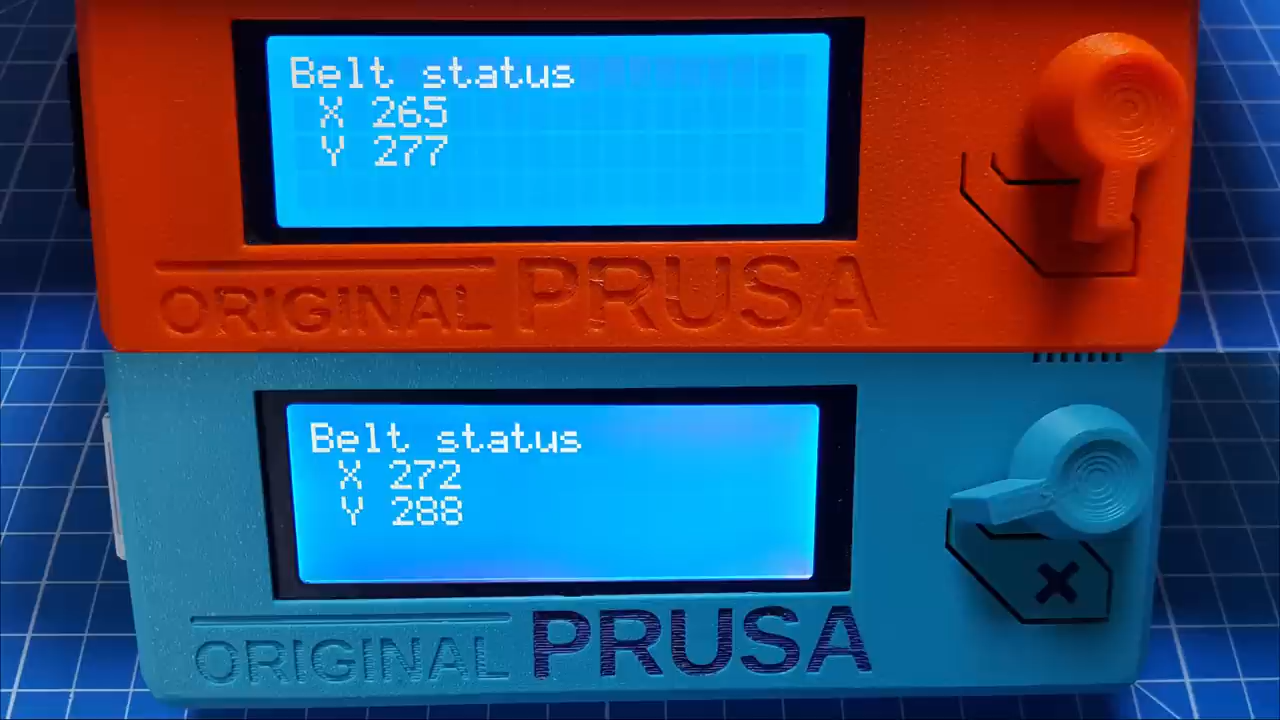 Belt status
X 265
Y 277
ORIGINAL PRUSA
Belt status
X 272
Y 288
ORIGINAL PRUSA